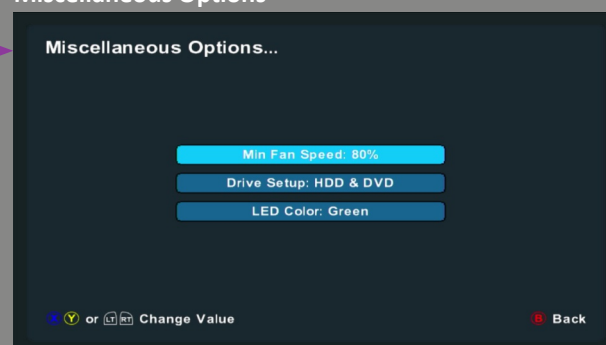 Miscellaneous Options
Miscellaneous Options...
Min Fan Speed: 80%
Drive Setup: HDD & DVD
LED Color: Green
X Y or LT RT Change Value
B Back